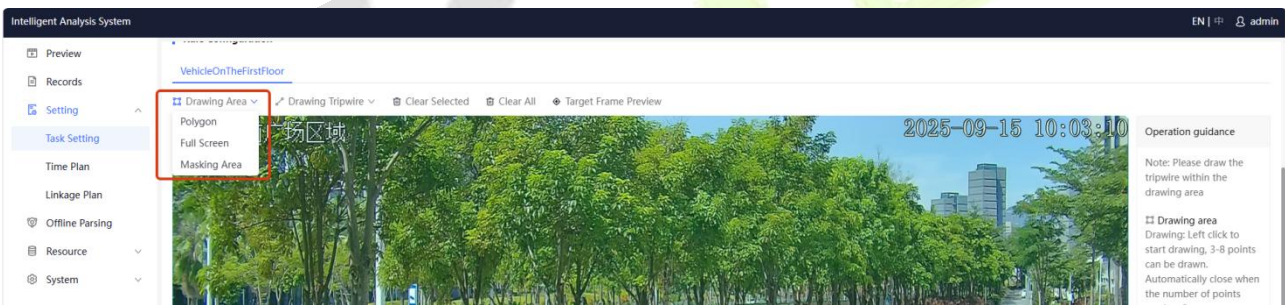 Intelligent Analysis System
EN | 中 admin
Preview
Rule Configuration
Records
VehicleOnTheFirstFloor
Setting
Drawing Area
Drawing Tripwire
Clear Selected
Clear All
Target Frame Preview
Polygon
Full Screen
Masking Area
场区域
2025-09-15 10:03:10
Task Setting
Time Plan
Linkage Plan
Offline Parsing
Resource
System
Operation guidance
Note: Please draw the
tripwire within the
drawing area
Drawing area
Drawing: Left click to
start drawing, 3-8 points
can be drawn.
Automatically close when
the number of points